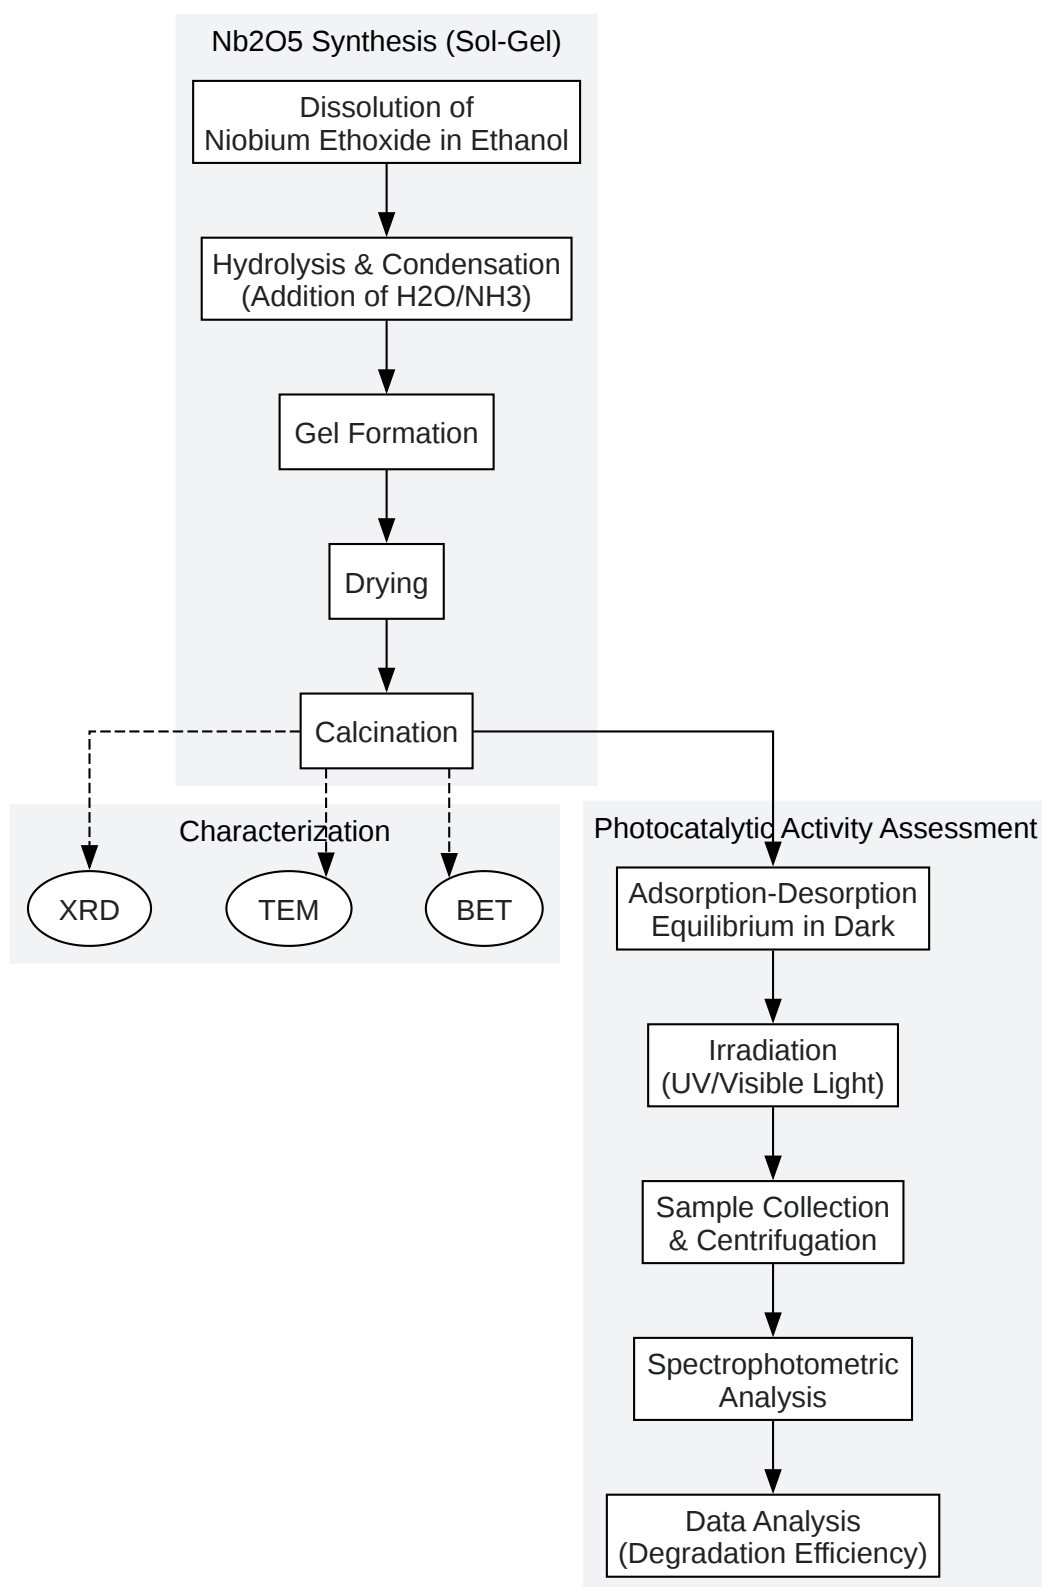 Nb2O5 Synthesis (Sol-Gel)
Dissolution of
Niobium Ethoxide in Ethanol
Hydrolysis & Condensation
(Addition of H2O/NH3)
Gel Formation
Drying
Calcination
Characterization
XRD
TEM
BET
Photocatalytic Activity Assessment
Adsorption-Desorption
Equilibrium in Dark
Irradiation
(UV/Visible Light)
Sample Collection
& Centrifugation
Spectrophotometric
Analysis
Data Analysis
(Degradation Efficiency)